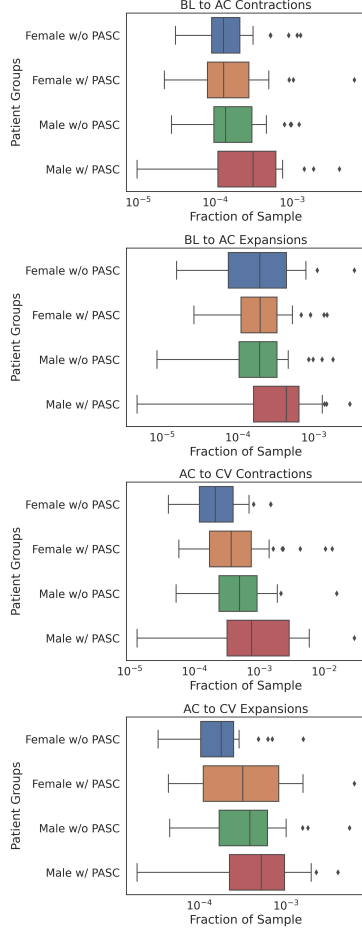 BL to AC Contractions
Patient Groups
Female w/o PASC
Female w/ PASC
Male w/o PASC
Male w/ PASC
10⁻⁵ 10⁻⁴ 10⁻³
Fraction of Sample
BL to AC Expansions
Patient Groups
Female w/o PASC
Female w/ PASC
Male w/o PASC
Male w/ PASC
10⁻⁵ 10⁻⁴ 10⁻³
Fraction of Sample
AC to CV Contractions
Patient Groups
Female w/o PASC
Female w/ PASC
Male w/o PASC
Male w/ PASC
10⁻⁵ 10⁻⁴ 10⁻³ 10⁻²
Fraction of Sample
AC to CV Expansions
Patient Groups
Female w/o PASC
Female w/ PASC
Male w/o PASC
Male w/ PASC
10⁻⁴ 10⁻³
Fraction of Sample